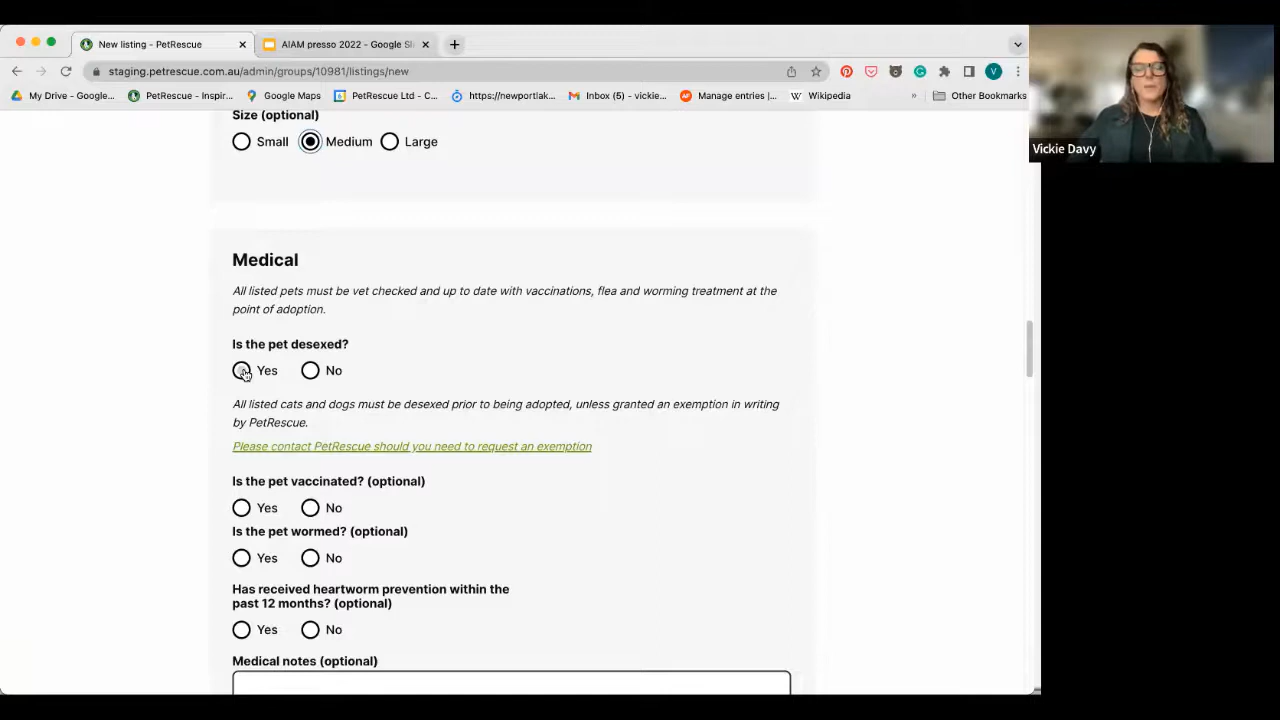 New listing - PetRescue
AIAM presso 2022 - Google Sl
staging.petrescue.com.au/admin/groups/10981/listings/new
V
My Drive - Google...
PetRescue - Inspir...
Google Maps
PetRescue Ltd - C...
https://newportlak...
Inbox (5) - vickie...
Manage entries |...
Wikipedia
»
Other Bookmarks
Vickie Davy
Size (optional)
Small
Medium
Large
Medical
All listed pets must be vet checked and up to date with vaccinations, flea and worming treatment at the
point of adoption.
Is the pet desexed?
Yes
No
All listed cats and dogs must be desexed prior to being adopted, unless granted an exemption in writing
by PetRescue.
Please contact PetRescue should you need to request an exemption
Is the pet vaccinated? (optional)
Yes
No
Is the pet wormed? (optional)
Yes
No
Has received heartworm prevention within the
past 12 months? (optional)
Yes
No
Medical notes (optional)